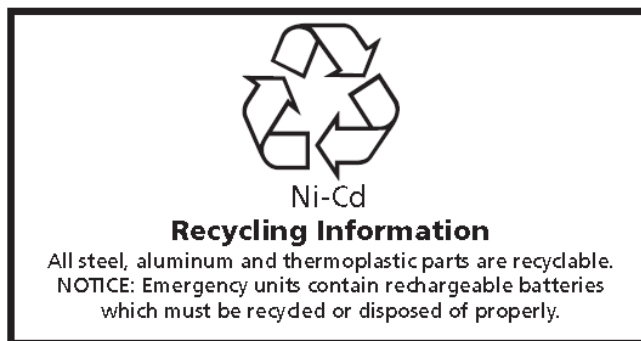 Ni-Cd
Recycling Information
All steel, aluminum and thermoplastic parts are recyclable.
NOTICE: Emergency units contain rechargeable batteries
which must be recycled or disposed of properly.